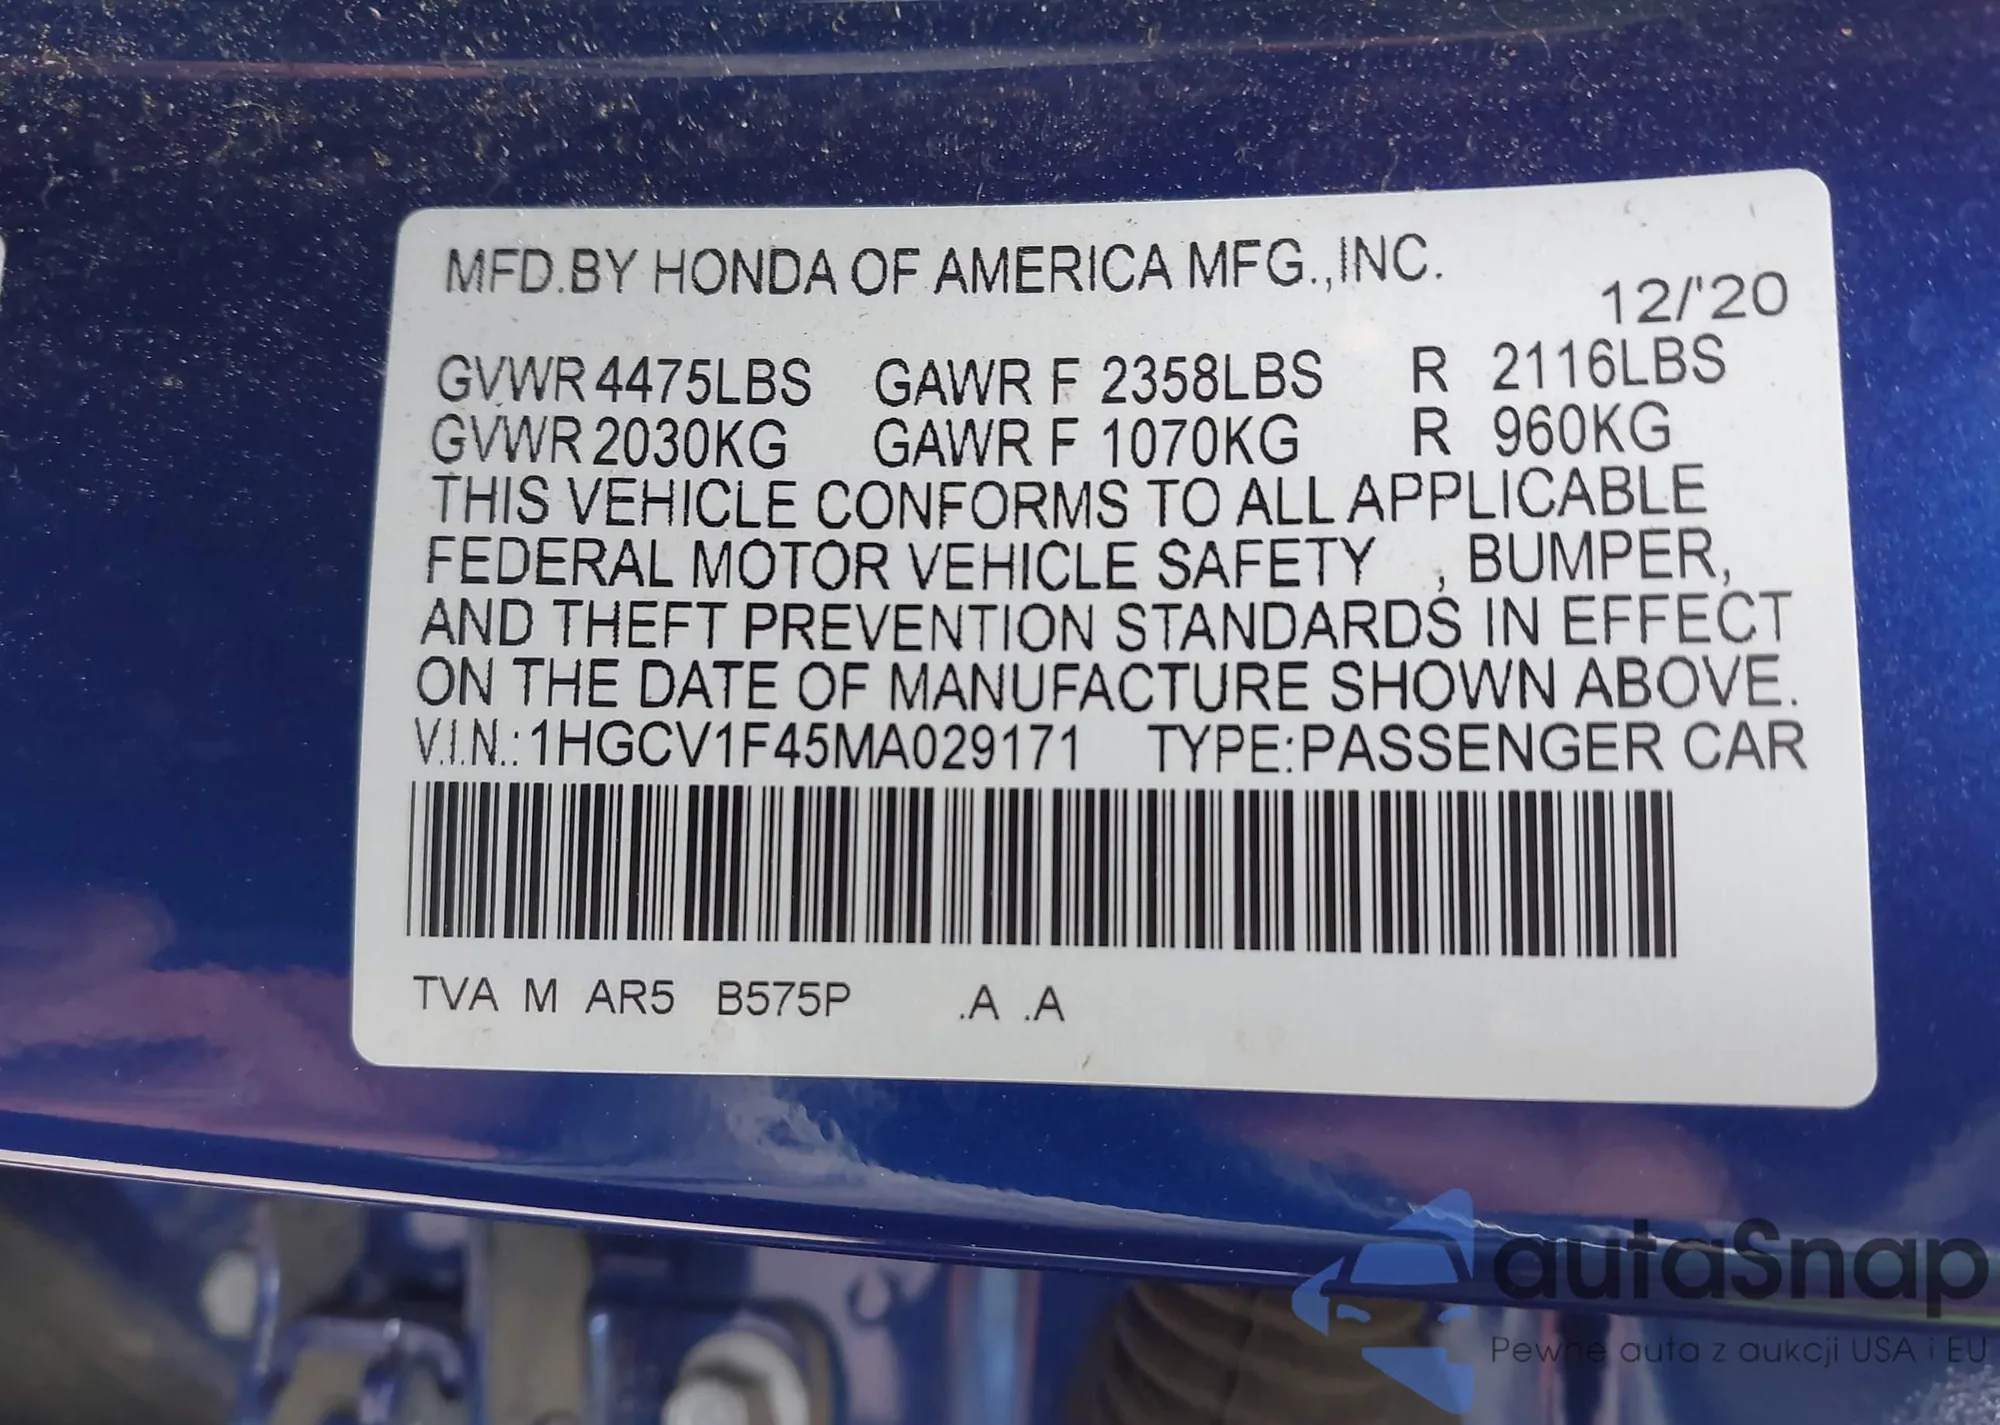 MFD.BY HONDA OF AMERICA MFG.,INC.
12/'20
GVWR 4475LBS GAWR F 2358LBS R 2116LBS
GVWR 2030KG GAWR F 1070KG R 960KG
THIS VEHICLE CONFORMS TO ALL APPLICABLE
FEDERAL MOTOR VEHICLE SAFETY , BUMPER,
AND THEFT PREVENTION STANDARDS IN EFFECT
ON THE DATE OF MANUFACTURE SHOWN ABOVE.
V.I.N.: 1HGCV1F45MA029171 TYPE:PASSENGER CAR
TVA M AR5 B575P .A .A
autaSnap
Pewne auta z aukcji USA i EU